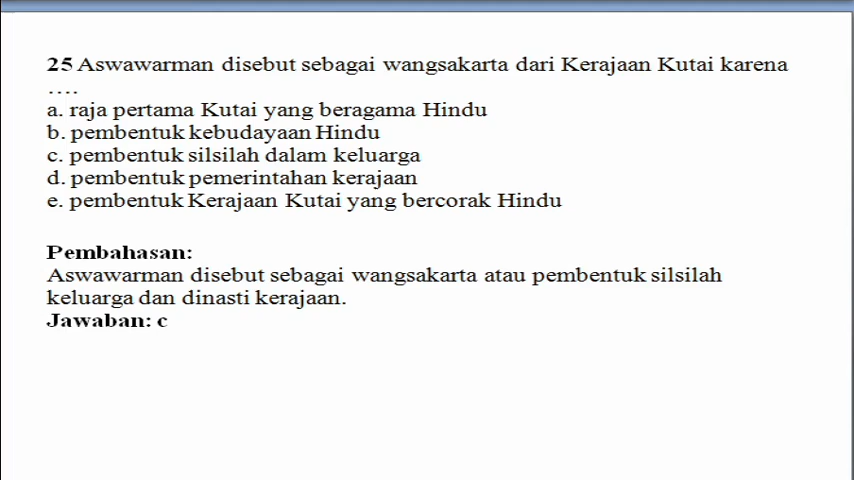 25 Aswawarman disebut sebagai wangsakarta dari Kerajaan Kutai karena
....
a. raja pertama Kutai yang beragama Hindu
b. pembentuk kebudayaan Hindu
c. pembentuk silsilah dalam keluarga
d. pembentuk pemerintahan kerajaan
e. pembentuk Kerajaan Kutai yang bercorak Hindu
Pembahasan:
Aswawarman disebut sebagai wangsakarta atau pembentuk silsilah
keluarga dan dinasti kerajaan.
Jawaban: c